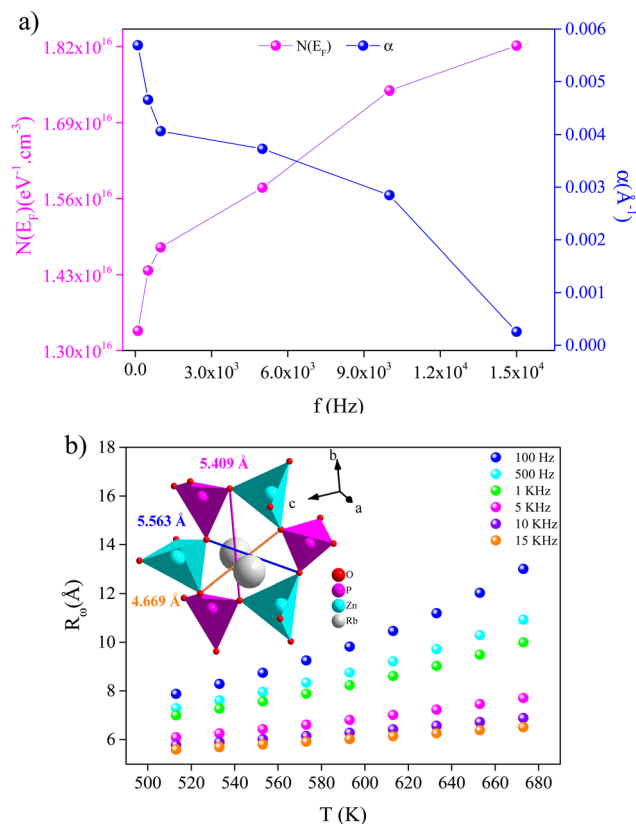 a)
N(E_F) α
1.82x10^16
1.69x10^16
1.56x10^16
1.43x10^16
1.30x10^16
N(E_F)(eV^-1.cm^-3)
0.006
0.005
0.004
0.003
0.002
0.001
0.000
α(Å^-1)
0.0 3.0x10^3 6.0x10^3 9.0x10^3 1.2x10^4 1.5x10^4
f (Hz)
b)
18
16
14
12
10
8
6
R_ω(Å)
5.409 Å
5.563 Å
4.669 Å
b
c
a
O
P
Zn
Rb
100 Hz
500 Hz
1 KHz
5 KHz
10 KHz
15 KHz
500 520 540 560 580 600 620 640 660 680
T (K)